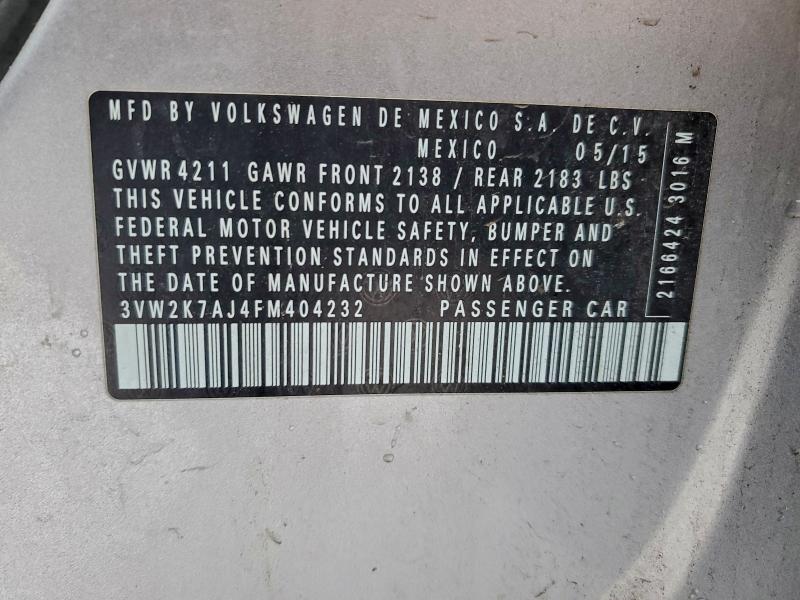 MFD BY VOLKSWAGEN DE MEXICO S.A. DE C.V.
MEXICO 05/15
GVWR 4211 GAWR FRONT 2138 / REAR 2183 LBS
THIS VEHICLE CONFORMS TO ALL APPLICABLE U.S.
FEDERAL MOTOR VEHICLE SAFETY, BUMPER AND
THEFT PREVENTION STANDARDS IN EFFECT ON
THE DATE OF MANUFACTURE SHOWN ABOVE.
3VW2K7AJ4FM404232 PASSENGER CAR
2166424 3016 M